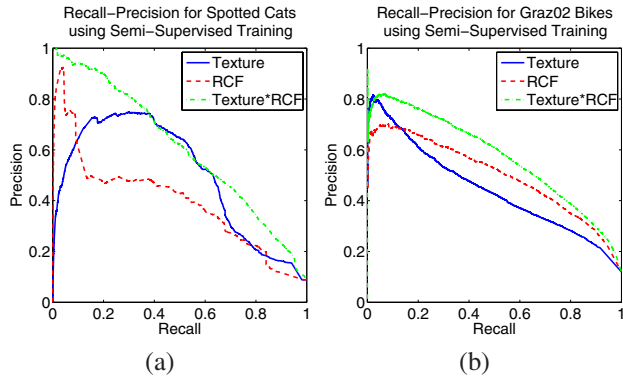 Recall-Precision for Spotted Cats
using Semi-Supervised Training
1
0.8
0.6
0.4
0.2
0
Precision
Texture
RCF
Texture*RCF
0 0.2 0.4 0.6 0.8 1
Recall
(a)
Recall-Precision for Graz02 Bikes
using Semi-Supervised Training
1
0.8
0.6
0.4
0.2
0
Precision
Texture
RCF
Texture*RCF
0 0.2 0.4 0.6 0.8 1
Recall
(b)